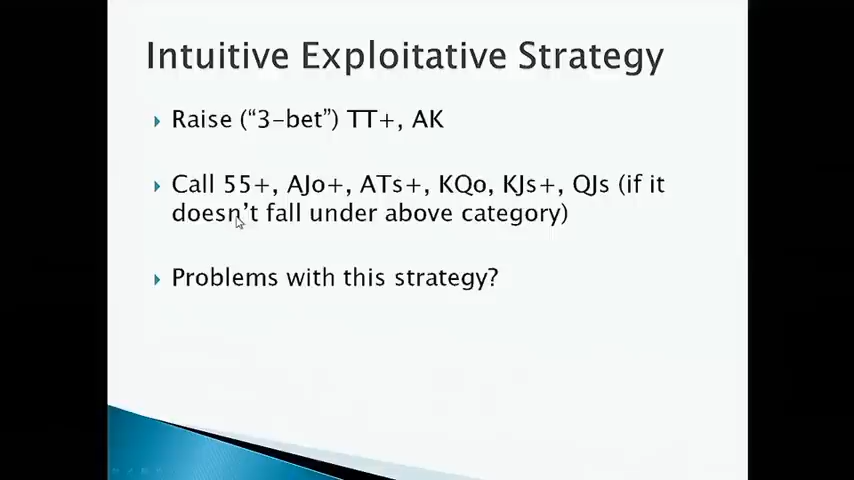 Intuitive Exploitative Strategy
Raise ("3-bet") TT+, AK
Call 55+, AJo+, ATs+, KQo, KJs+, QJs (if it
doesn't fall under above category)
Problems with this strategy?